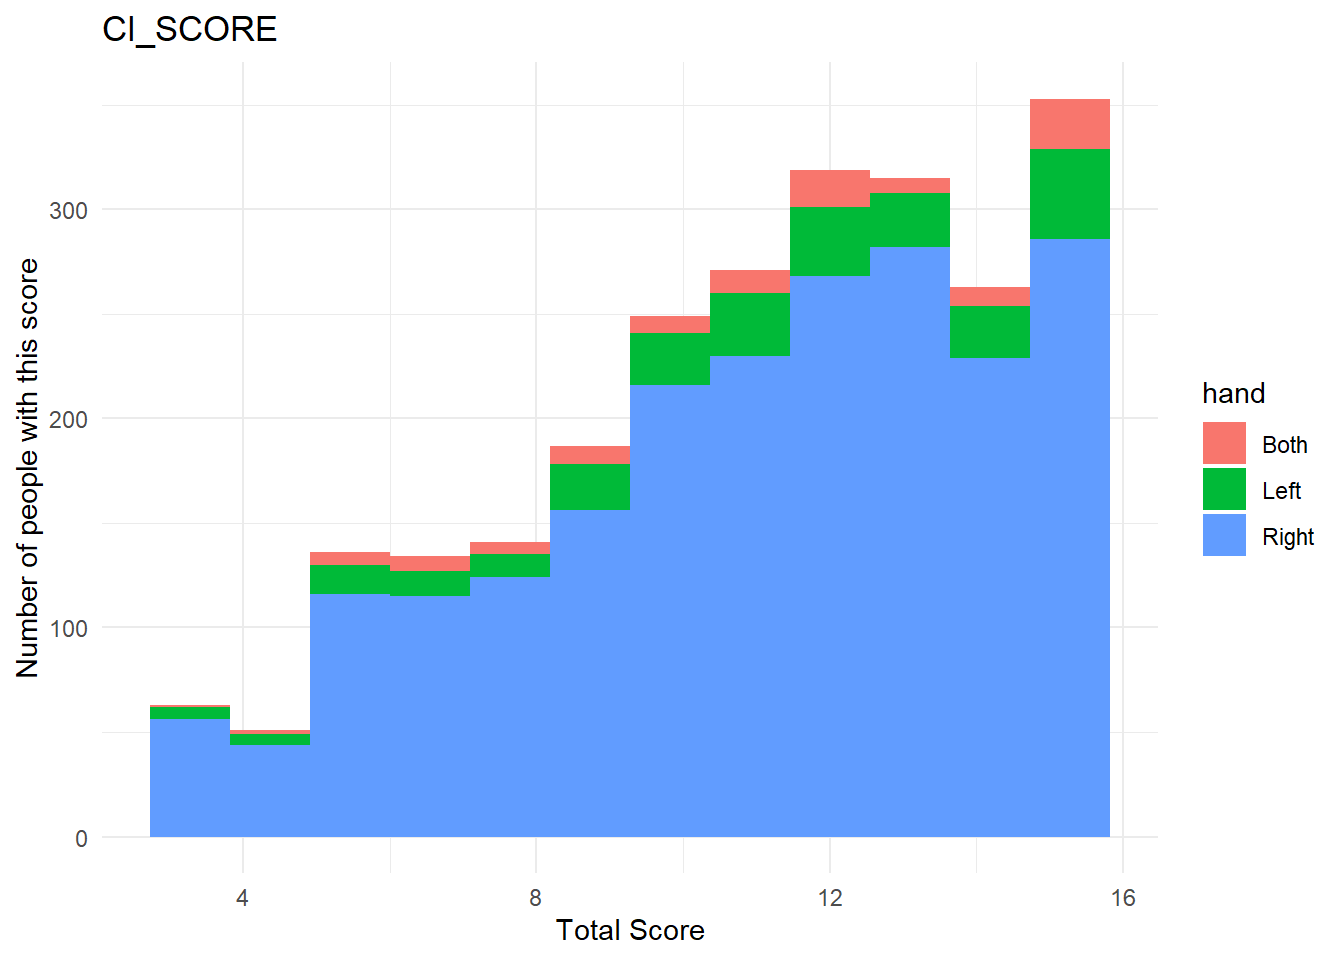 CI_SCORE
Number of people with this score
300
200
100
0
4 8 12 16
Total Score
hand
Both
Left
Right